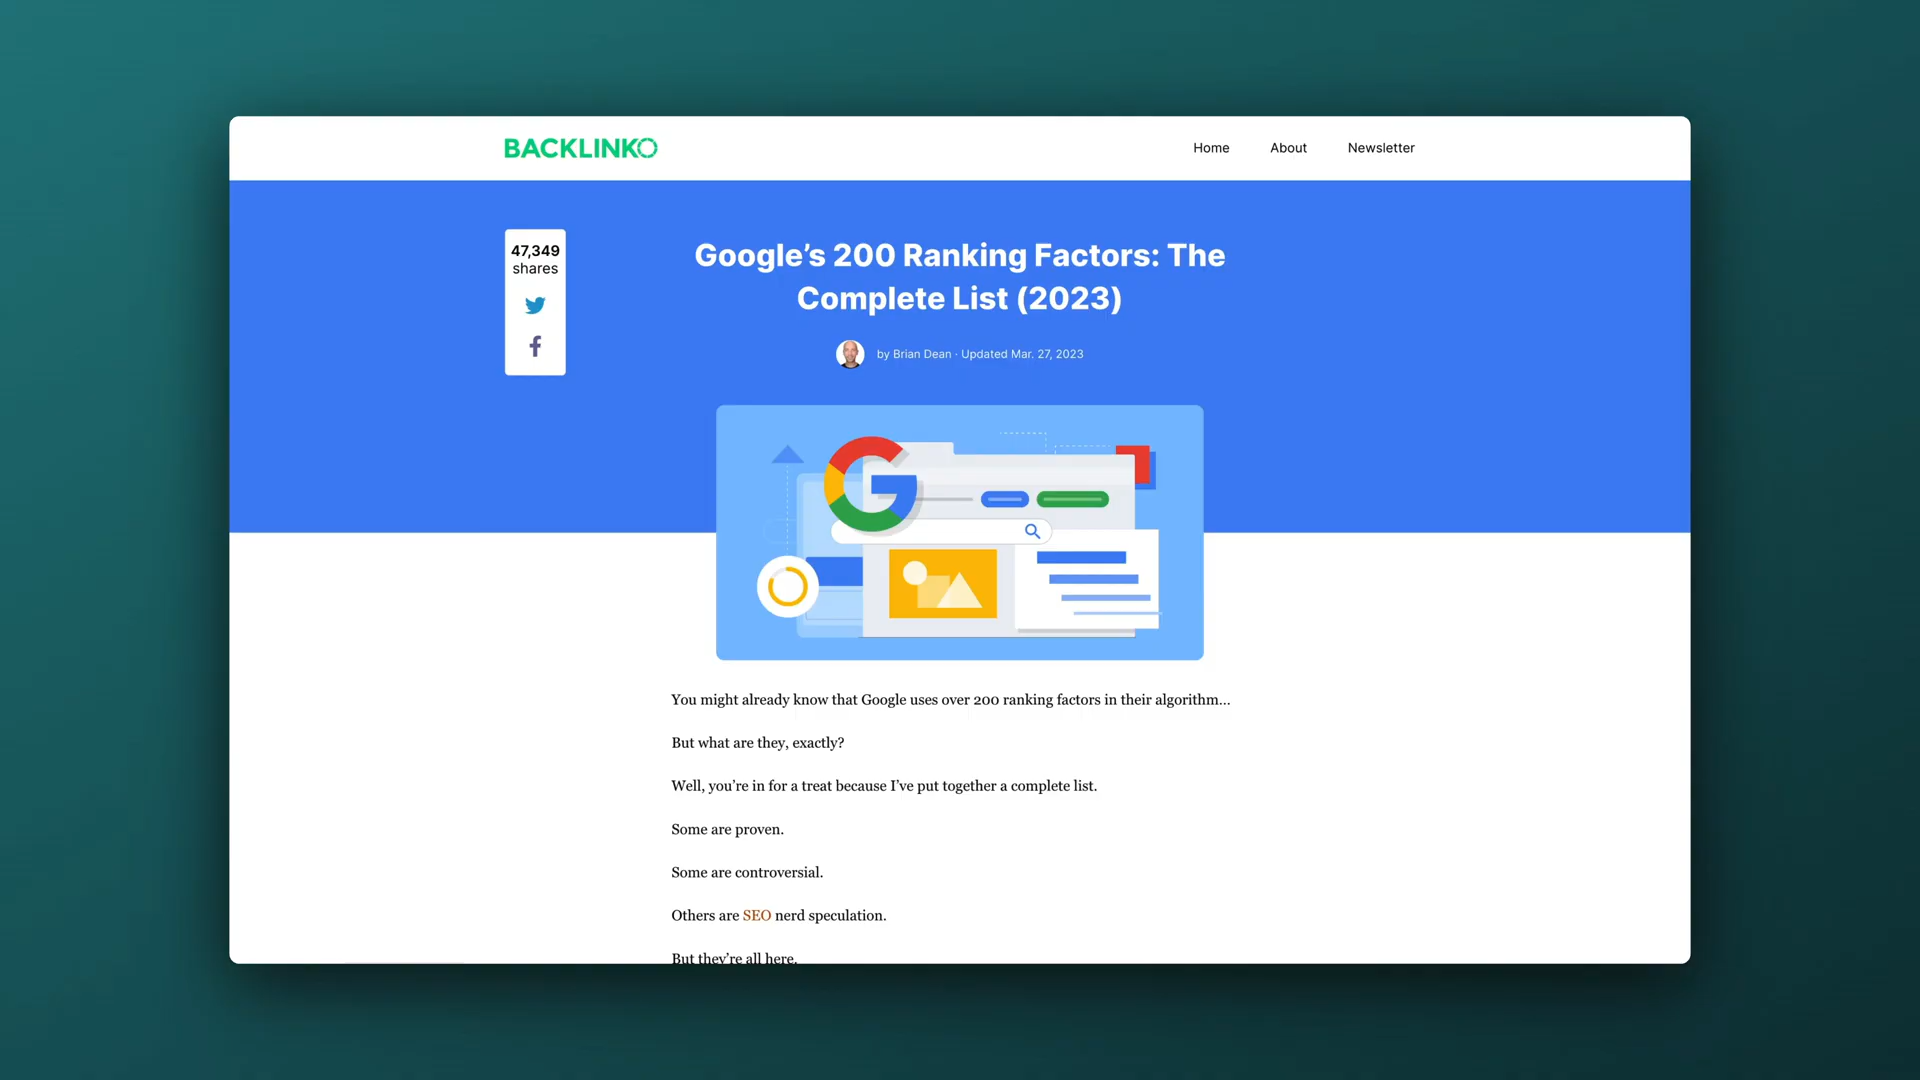 BACKLINKO
Home
About
Newsletter
47,349
shares
Google’s 200 Ranking Factors: The
Complete List (2023)
by Brian Dean · Updated Mar. 27, 2023
You might already know that Google uses over 200 ranking factors in their algorithm…
But what are they, exactly?
Well, you’re in for a treat because I’ve put together a complete list.
Some are proven.
Some are controversial.
Others are SEO nerd speculation.
But they’re all here.